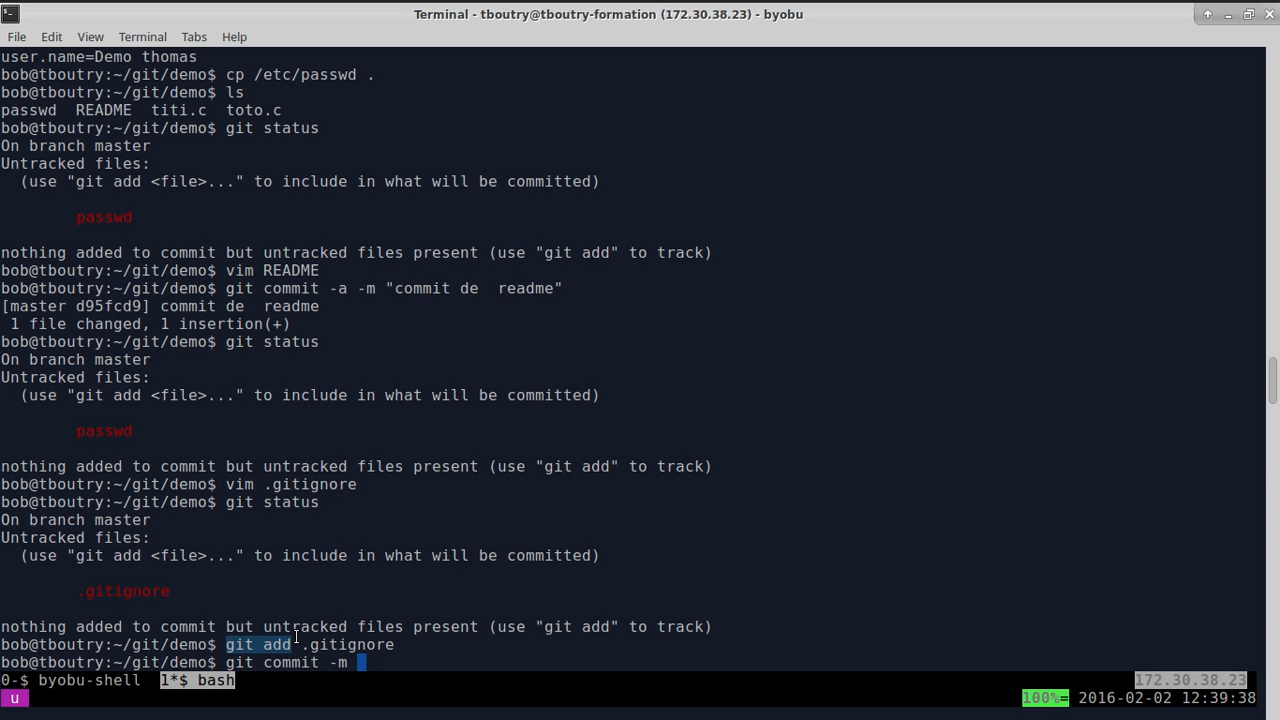 Terminal - tboutry@tboutry-formation (172.30.38.23) - byobu
File Edit View Terminal Tabs Help
user.name=Demo thomas
bob@tboutry:~/git/demo$ cp /etc/passwd .
bob@tboutry:~/git/demo$ ls
passwd  README  titi.c  toto.c
bob@tboutry:~/git/demo$ git status
On branch master
Untracked files:
  (use "git add <file>..." to include in what will be committed)
        passwd
nothing added to commit but untracked files present (use "git add" to track)
bob@tboutry:~/git/demo$ vim README
bob@tboutry:~/git/demo$ git commit -a -m "commit de  readme"
[master d95fcd9] commit de  readme
 1 file changed, 1 insertion(+)
bob@tboutry:~/git/demo$ git status
On branch master
Untracked files:
  (use "git add <file>..." to include in what will be committed)
        passwd
nothing added to commit but untracked files present (use "git add" to track)
bob@tboutry:~/git/demo$ vim .gitignore
bob@tboutry:~/git/demo$ git status
On branch master
Untracked files:
  (use "git add <file>..." to include in what will be committed)
        .gitignore
nothing added to commit but untracked files present (use "git add" to track)
bob@tboutry:~/git/demo$ git add .gitignore
bob@tboutry:~/git/demo$ git commit -m
0-$ byobu-shell  1*$ bash 172.30.38.23
u 100%= 2016-02-02 12:39:38